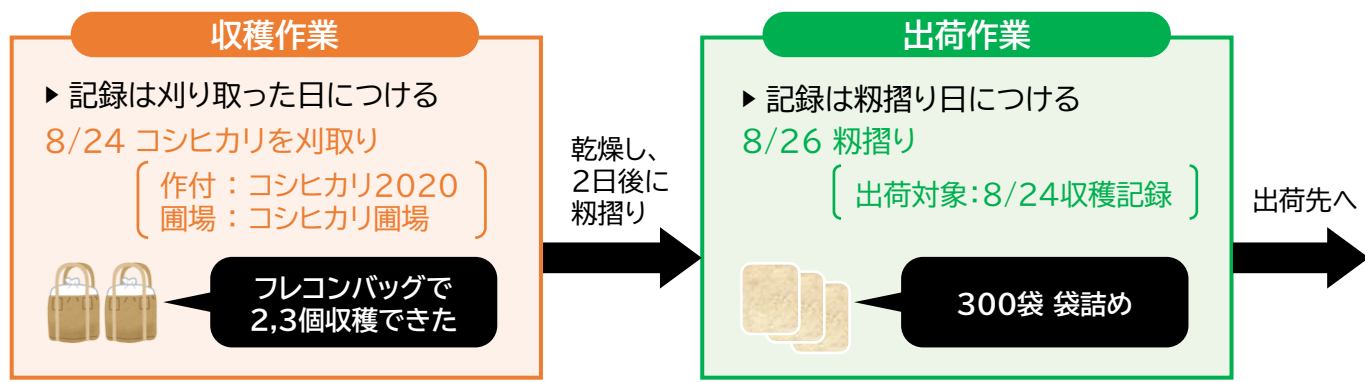 収穫作業
▶ 記録は刈り取った日につける
8/24 コシヒカリを刈取り
作付 : コシヒカリ2020
圃場 : コシヒカリ圃場
フレコンバッグで
2,3個収穫できた
乾燥し、
2日後に
籾摺り
出荷作業
▶ 記録は籾摺り日につける
8/26 籾摺り
出荷対象:8/24収穫記録
300袋 袋詰め
出荷先へ